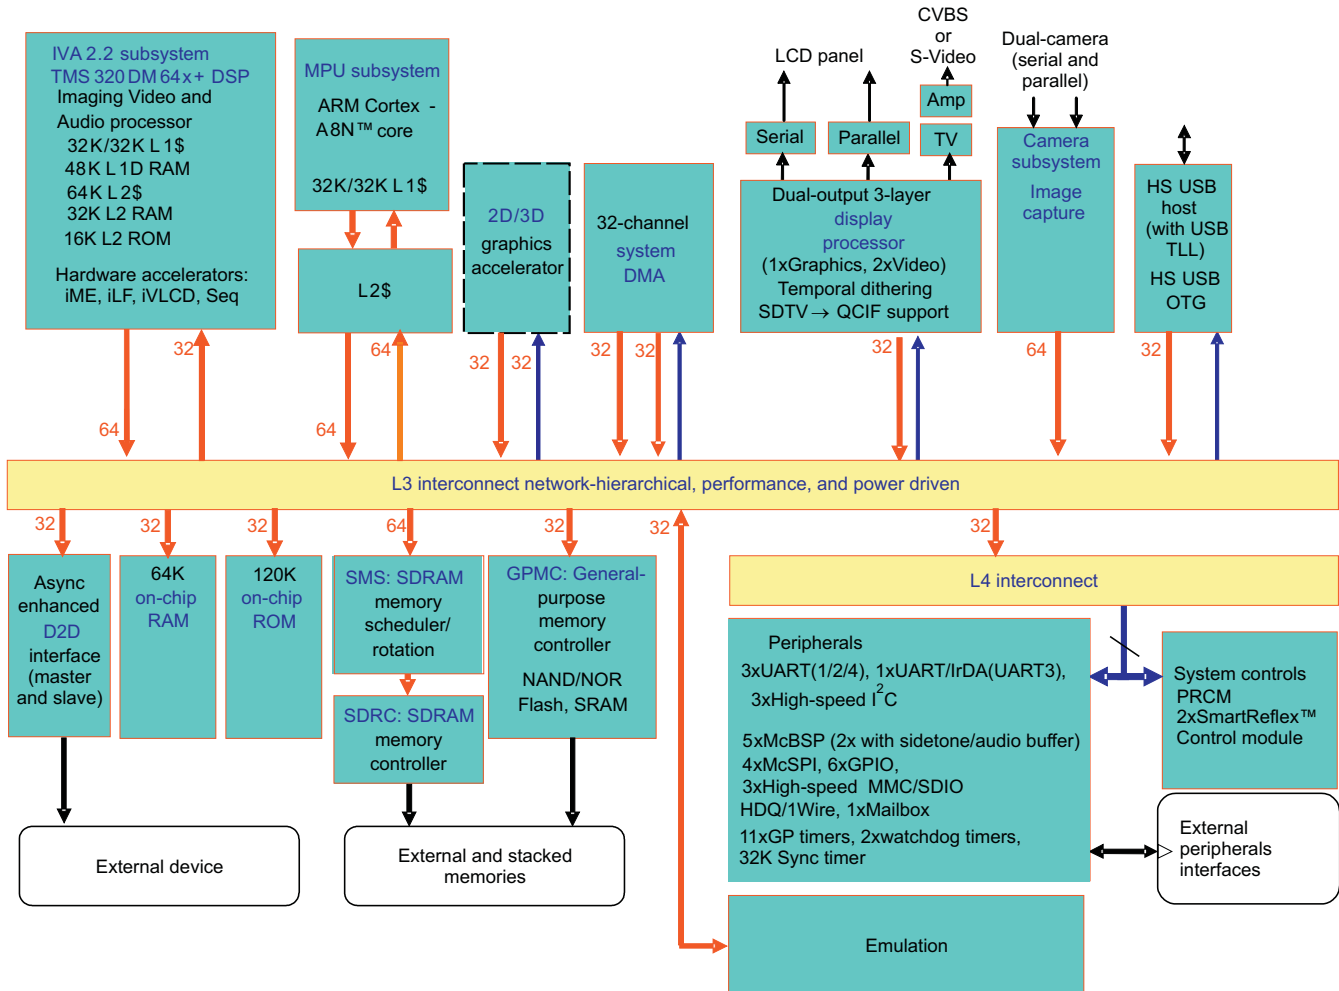 IVA 2.2 subsystem
TMS 320 DM 64x+ DSP
Imaging Video and
Audio processor
32K/32K L 1$
48K L 1D RAM
64K L 2$
32K L2 RAM
16K L2 ROM
Hardware accelerators:
iME, iLF, iVLCD, Seq
MPU subsystem
ARM Cortex -
A8N™ core
32K/32K L 1$
L2$
2D/3D
graphics
accelerator
32-channel
system
DMA
LCD panel
CVBS
or
S-Video
Amp
Serial
Parallel
TV
Dual-output 3-layer
display
processor
(1xGraphics, 2xVideo)
Temporal dithering
SDTV → QCIF support
Dual-camera
(serial and
parallel)
Camera
subsystem
Image
capture
HS USB
host
(with USB
TLL)
HS USB
OTG
32
64
32
32
32
32
32
64
32
64
64
L3 interconnect network-hierarchical, performance, and power driven
32
32
32
64
32
32
32
Async
enhanced
D2D
interface
(master
and slave)
64K
on-chip
RAM
120K
on-chip
ROM
SMS: SDRAM
memory
scheduler/
rotation
SDRC: SDRAM
memory
controller
GPMC: General-
purpose
memory
controller
NAND/NOR
Flash, SRAM
L4 interconnect
Peripherals
3xUART(1/2/4), 1xUART/IrDA(UART3),
3xHigh-speed I2C
5xMcBSP (2x with sidetone/audio buffer)
4xMcSPI, 6xGPIO,
3xHigh-speed MMC/SDIO
HDQ/1Wire, 1xMailbox
11xGP timers, 2xwatchdog timers,
32K Sync timer
System controls
PRCM
2xSmartReflex™
Control module
External device
External and stacked
memories
External
peripherals
interfaces
Emulation